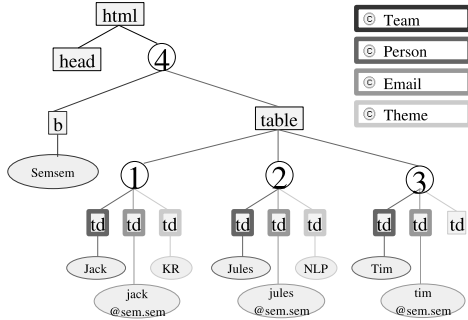 html
head
4
b
table
Semsem
© Team
© Person
© Email
© Theme
1
2
3
td td td
td td td
td td td
Jack
KR
Jules
NLP
Tim
jack
@sem.sem
jules
@sem.sem
tim
@sem.sem